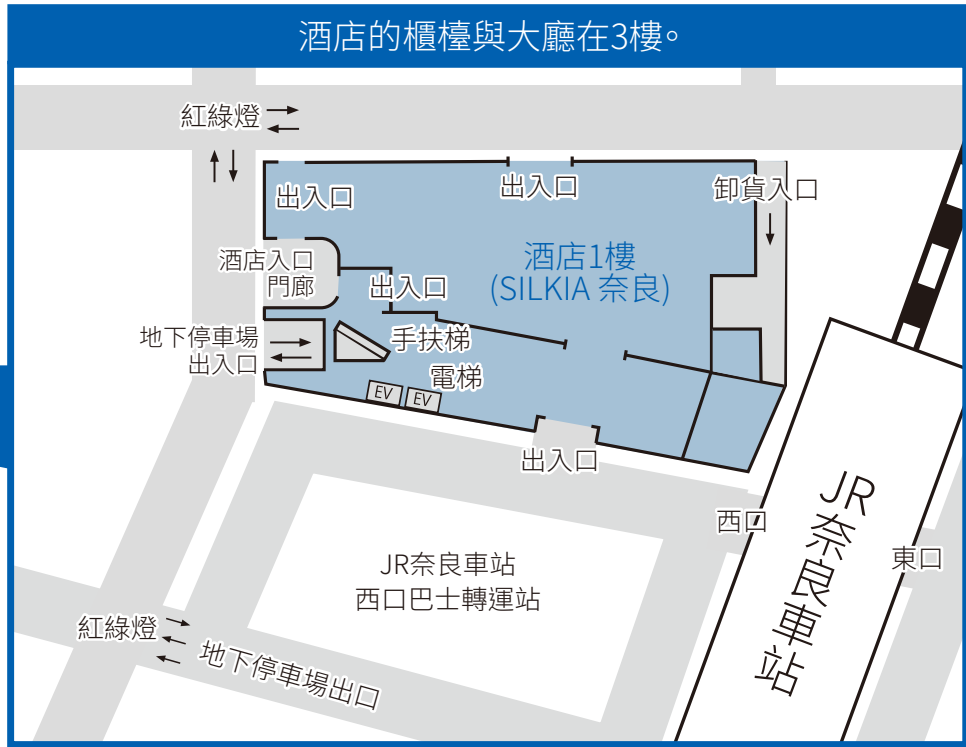 酒店的櫃檯與大廳在3樓。
紅綠燈
出入口
出入口
卸貨入口
酒店入口
門廊
酒店1樓
(SILKIA 奈良)
出入口
地下停車場
出入口
手扶梯
電梯
EV
EV
出入口
西口
JR
奈良車站
東口
JR奈良車站
西口巴士轉運站
紅綠燈
地下停車場出口